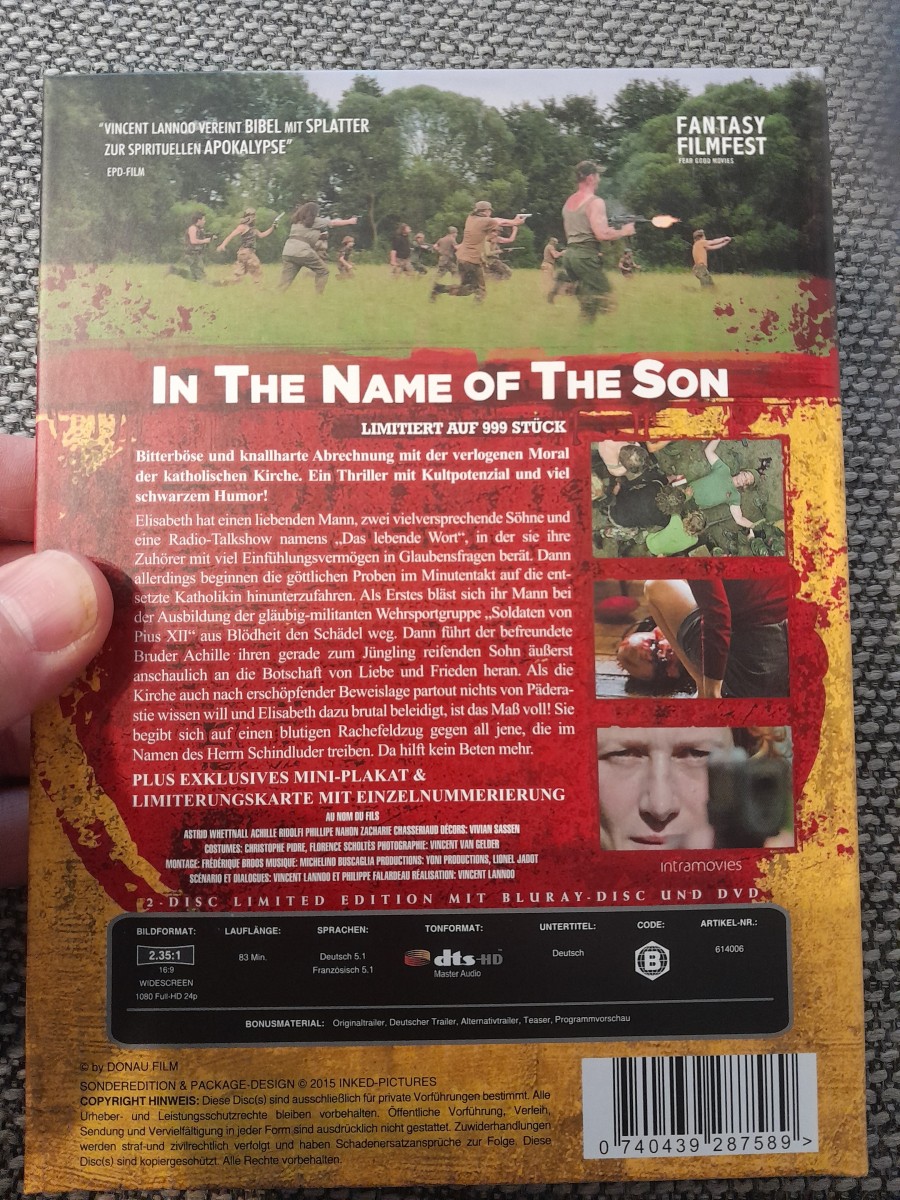 "VINCENT LANNOO VEREINT BIBEL MIT SPLATTER
ZUR SPIRITUELLEN APOKALYPSE"
EPD-FILM
FANTASY
FILMFEST
FEAR GOOD MOVIES
IN THE NAME OF THE SON
LIMITIERT AUF 999 STÜCK
Bitterböse und knallharte Abrechnung mit der verlogenen Moral
der katholischen Kirche. Ein Thriller mit Kultpotenzial und viel
schwarzem Humor!
Elisabeth hat einen liebenden Mann, zwei vielversprechende Söhne und
eine Radio-Talkshow namens „Das lebende Wort“, in der sie ihre
Zuhörer mit viel Einfühlungsvermögen in Glaubensfragen berät. Dann
allerdings beginnen die göttlichen Proben im Minutentakt auf die ent-
setzte Katholikin hinunterzufahren. Als Erstes bläst sich ihr Mann bei
der Ausbildung der gläubig-militanten Wehrsportgruppe „Soldaten von
Pius XII“ aus Blödheit den Schädel weg. Dann führt der befreundete
Bruder Achille ihren gerade zum Jüngling reifenden Sohn äußerst
anschaulich an die Botschaft von Liebe und Frieden heran. Als die
Kirche auch nach erschöpfender Beweislage partout nichts von Pädera-
stie wissen will und Elisabeth dazu brutal beleidigt, ist das Maß voll! Sie
begibt sich auf einen blutigen Rachefeldzug gegen all jene, die im
Namen des Herrn Schindluder treiben. Da hilft kein Beten mehr.
PLUS EXKLUSIVES MINI-PLAKAT &
LIMITERUNGSKARTE MIT EINZELNUMMERIERUNG
AU NOM DU FILS
ASTRID WHETTNALL ACHILLE RIDOLFI PHILLIPE NAHON ZACHARIE CHASSERIAUD DÉCORS: VIVIAN SASSEN
COSTUMES: CHRISTOPHE PIDRE, FLORENCE SCHOLTÈS PHOTOGRAPHIE: VINCENT VAN GELDER
MONTAGE: FRÉDÉRIQUE BROOS MUSIQUE: MICHELINO BUSCAGLIA PRODUCTIONS: YONI PRODUCTIONS, LIONEL JADOT
SCÉNARIO ET DIALOGUES: VINCENT LANNOO ET PHILIPPE FALARDEAU RÉALISATION: VINCENT LANNOO
intramovies
2-DISC LIMITED EDITION MIT BLURAY-DISC UND DVD
BILDFORMAT: LAUFLÄNGE: SPRACHEN: TONFORMAT: UNTERTITEL: CODE: ARTIKEL-NR.:
2.35:1 83 Min. Deutsch 5.1 dts-HD Deutsch B 614006
16:9 Französisch 5.1 Master Audio
WIDESCREEN
1080 Full-HD 24p
BONUSMATERIAL: Originaltrailer, Deutscher Trailer, Alternativtrailer, Teaser, Programmvorschau
© by DONAU FILM
SONDEREDITION & PACKAGE-DESIGN © 2015 INKED-PICTURES
COPYRIGHT HINWEIS: Diese Disc(s) sind ausschließlich für private Vorführungen bestimmt. Alle
Urheber- und Leistungsschutzrechte bleiben vorbehalten. Öffentliche Vorführung, Verleih,
Sendung und Vervielfältigung in jeder Form sind ausdrücklich nicht gestattet. Zuwiderhandlungen
werden straf-und zivilrechtlich verfolgt und haben Schadenersatzansprüche zur Folge. Diese
Disc(s) sind kopiergeschützt. Alle Rechte vorbehalten.
0 740439 287589 >